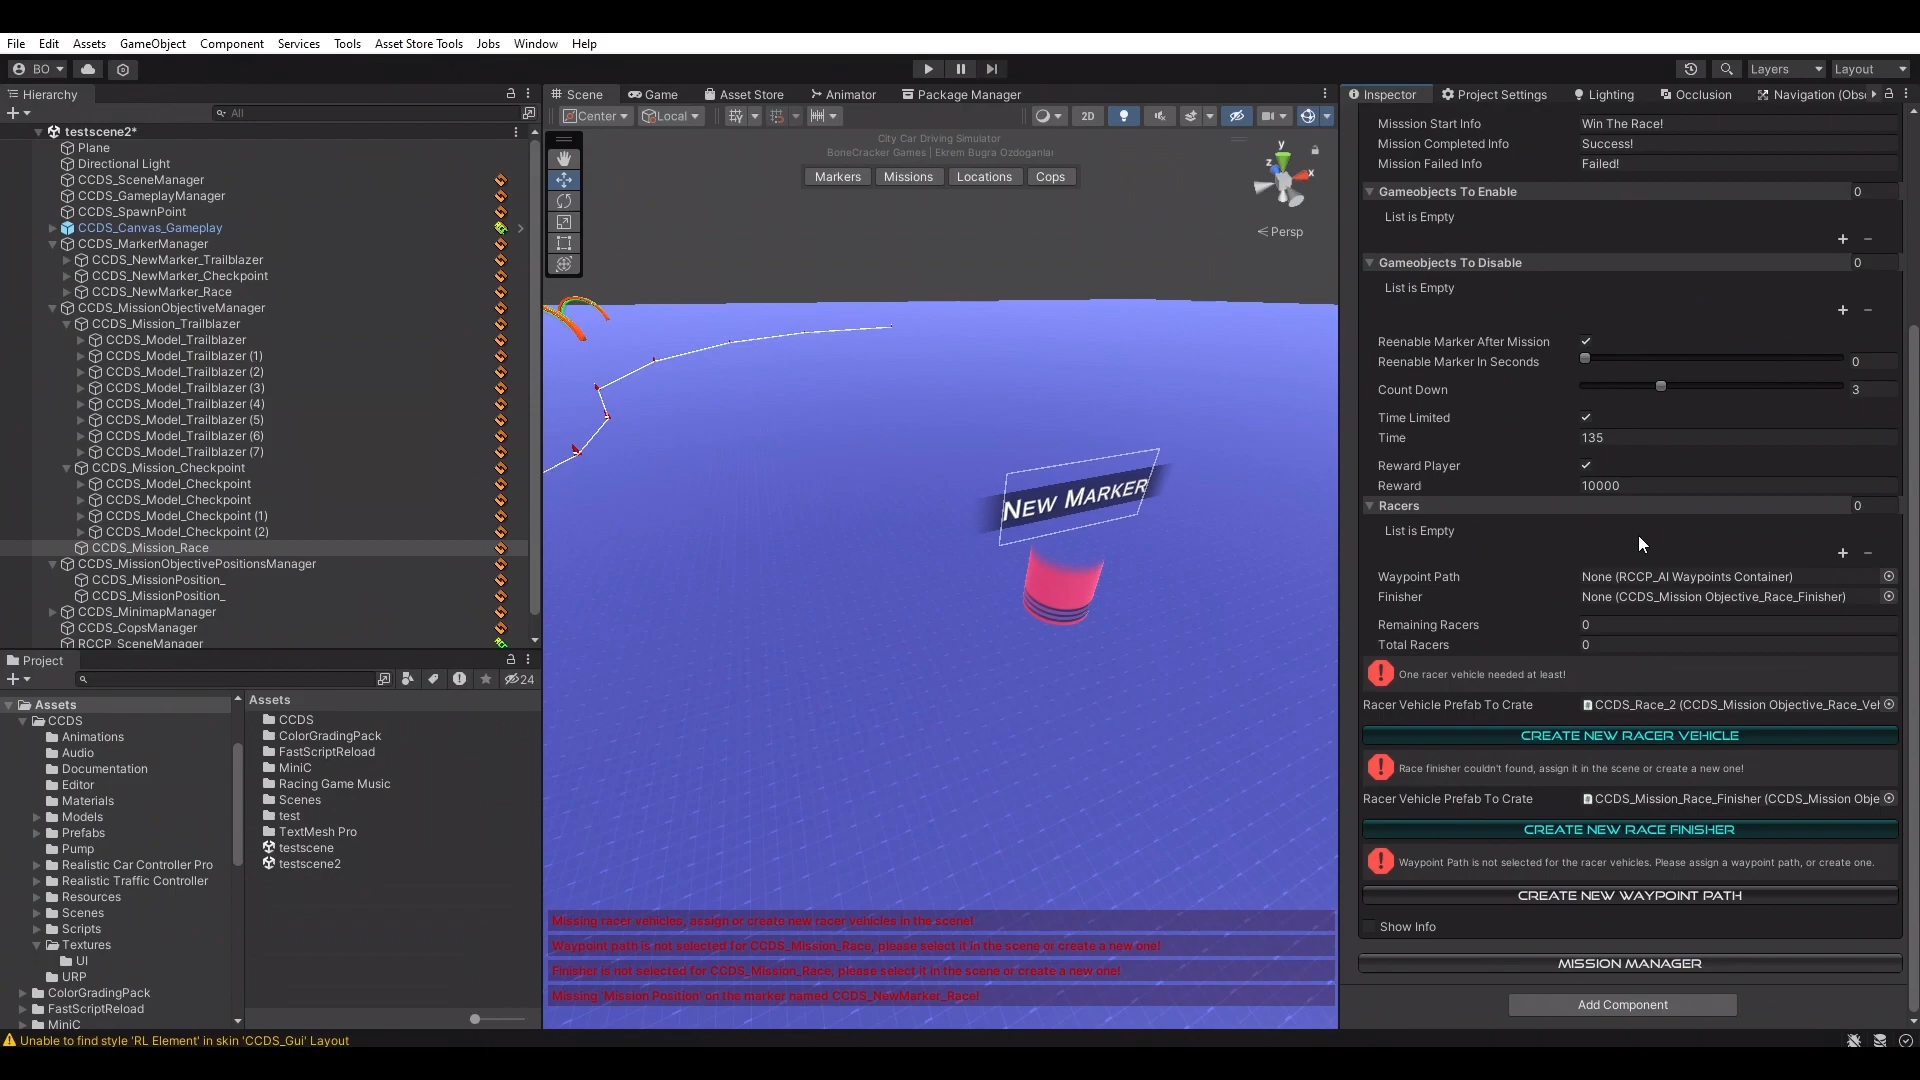 File Edit Assets GameObject Component Services Tools Asset Store Tools Jobs Window Help
BO
Layers
Layout
Hierarchy
All
testscene2*
Plane
Directional Light
CCDS_SceneManager
CCDS_GameplayManager
CCDS_SpawnPoint
CCDS_Canvas_Gameplay
CCDS_MarkerManager
CCDS_NewMarker_Trailblazer
CCDS_NewMarker_Checkpoint
CCDS_NewMarker_Race
CCDS_MissionObjectiveManager
CCDS_Mission_Trailblazer
CCDS_Model_Trailblazer
CCDS_Model_Trailblazer (1)
CCDS_Model_Trailblazer (2)
CCDS_Model_Trailblazer (3)
CCDS_Model_Trailblazer (4)
CCDS_Model_Trailblazer (5)
CCDS_Model_Trailblazer (6)
CCDS_Model_Trailblazer (7)
CCDS_Mission_Checkpoint
CCDS_Model_Checkpoint
CCDS_Model_Checkpoint
CCDS_Model_Checkpoint (1)
CCDS_Model_Checkpoint (2)
CCDS_Mission_Race
CCDS_MissionObjectivePositionsManager
CCDS_MissionPosition_
CCDS_MissionPosition_
CCDS_MinimapManager
CCDS_CopsManager
RCCP_SceneManager
Project
24
Assets
CCDS
Animations
Audio
Documentation
Editor
Materials
Models
Prefabs
Pump
Realistic Car Controller Pro
Realistic Traffic Controller
Resources
Scenes
Scripts
Textures
UI
URP
ColorGradingPack
FastScriptReload
MiniC
Assets
CCDS
ColorGradingPack
FastScriptReload
MiniC
Racing Game Music
Scenes
test
TextMesh Pro
testscene
testscene2
Unable to find style 'RL Element' in skin 'CCDS_Gui' Layout
Scene Game Asset Store Animator Package Manager
Center Local 2D
City Car Driving Simulator
BoneCracker Games | Ekrem Bugra Ozdoganlar
Markers Missions Locations Cops
y
z
x
Persp
NEW MARKER
Missing racer vehicles, assign or create new racer vehicles in the scene!
Waypoint path is not selected for CCDS_Mission_Race, please select it in the scene or create a new one!
Finisher is not selected for CCDS_Mission_Race, please select it in the scene or create a new one!
Missing 'Mission Position' on the marker named CCDS_NewMarker_Race!
Inspector Project Settings Lighting Occlusion Navigation (Obs
Misssion Start Info Win The Race!
Mission Completed Info Success!
Mission Failed Info Failed!
Gameobjects To Enable 0
List is Empty
Gameobjects To Disable 0
List is Empty
Reenable Marker After Mission
Reenable Marker In Seconds 0
Count Down 3
Time Limited
Time 135
Reward Player
Reward 10000
Racers 0
List is Empty
Waypoint Path None (RCCP_AI Waypoints Container)
Finisher None (CCDS_Mission Objective_Race_Finisher)
Remaining Racers 0
Total Racers 0
One racer vehicle needed at least!
Racer Vehicle Prefab To Crate CCDS_Race_2 (CCDS_Mission Objective_Race_Veh
CREATE NEW RACER VEHICLE
Race finisher couldn't found, assign it in the scene or create a new one!
Racer Vehicle Prefab To Crate CCDS_Mission_Race_Finisher (CCDS_Mission Obje
CREATE NEW RACE FINISHER
Waypoint Path is not selected for the racer vehicles. Please assign a waypoint path, or create one.
CREATE NEW WAYPOINT PATH
Show Info
MISSION MANAGER
Add Component